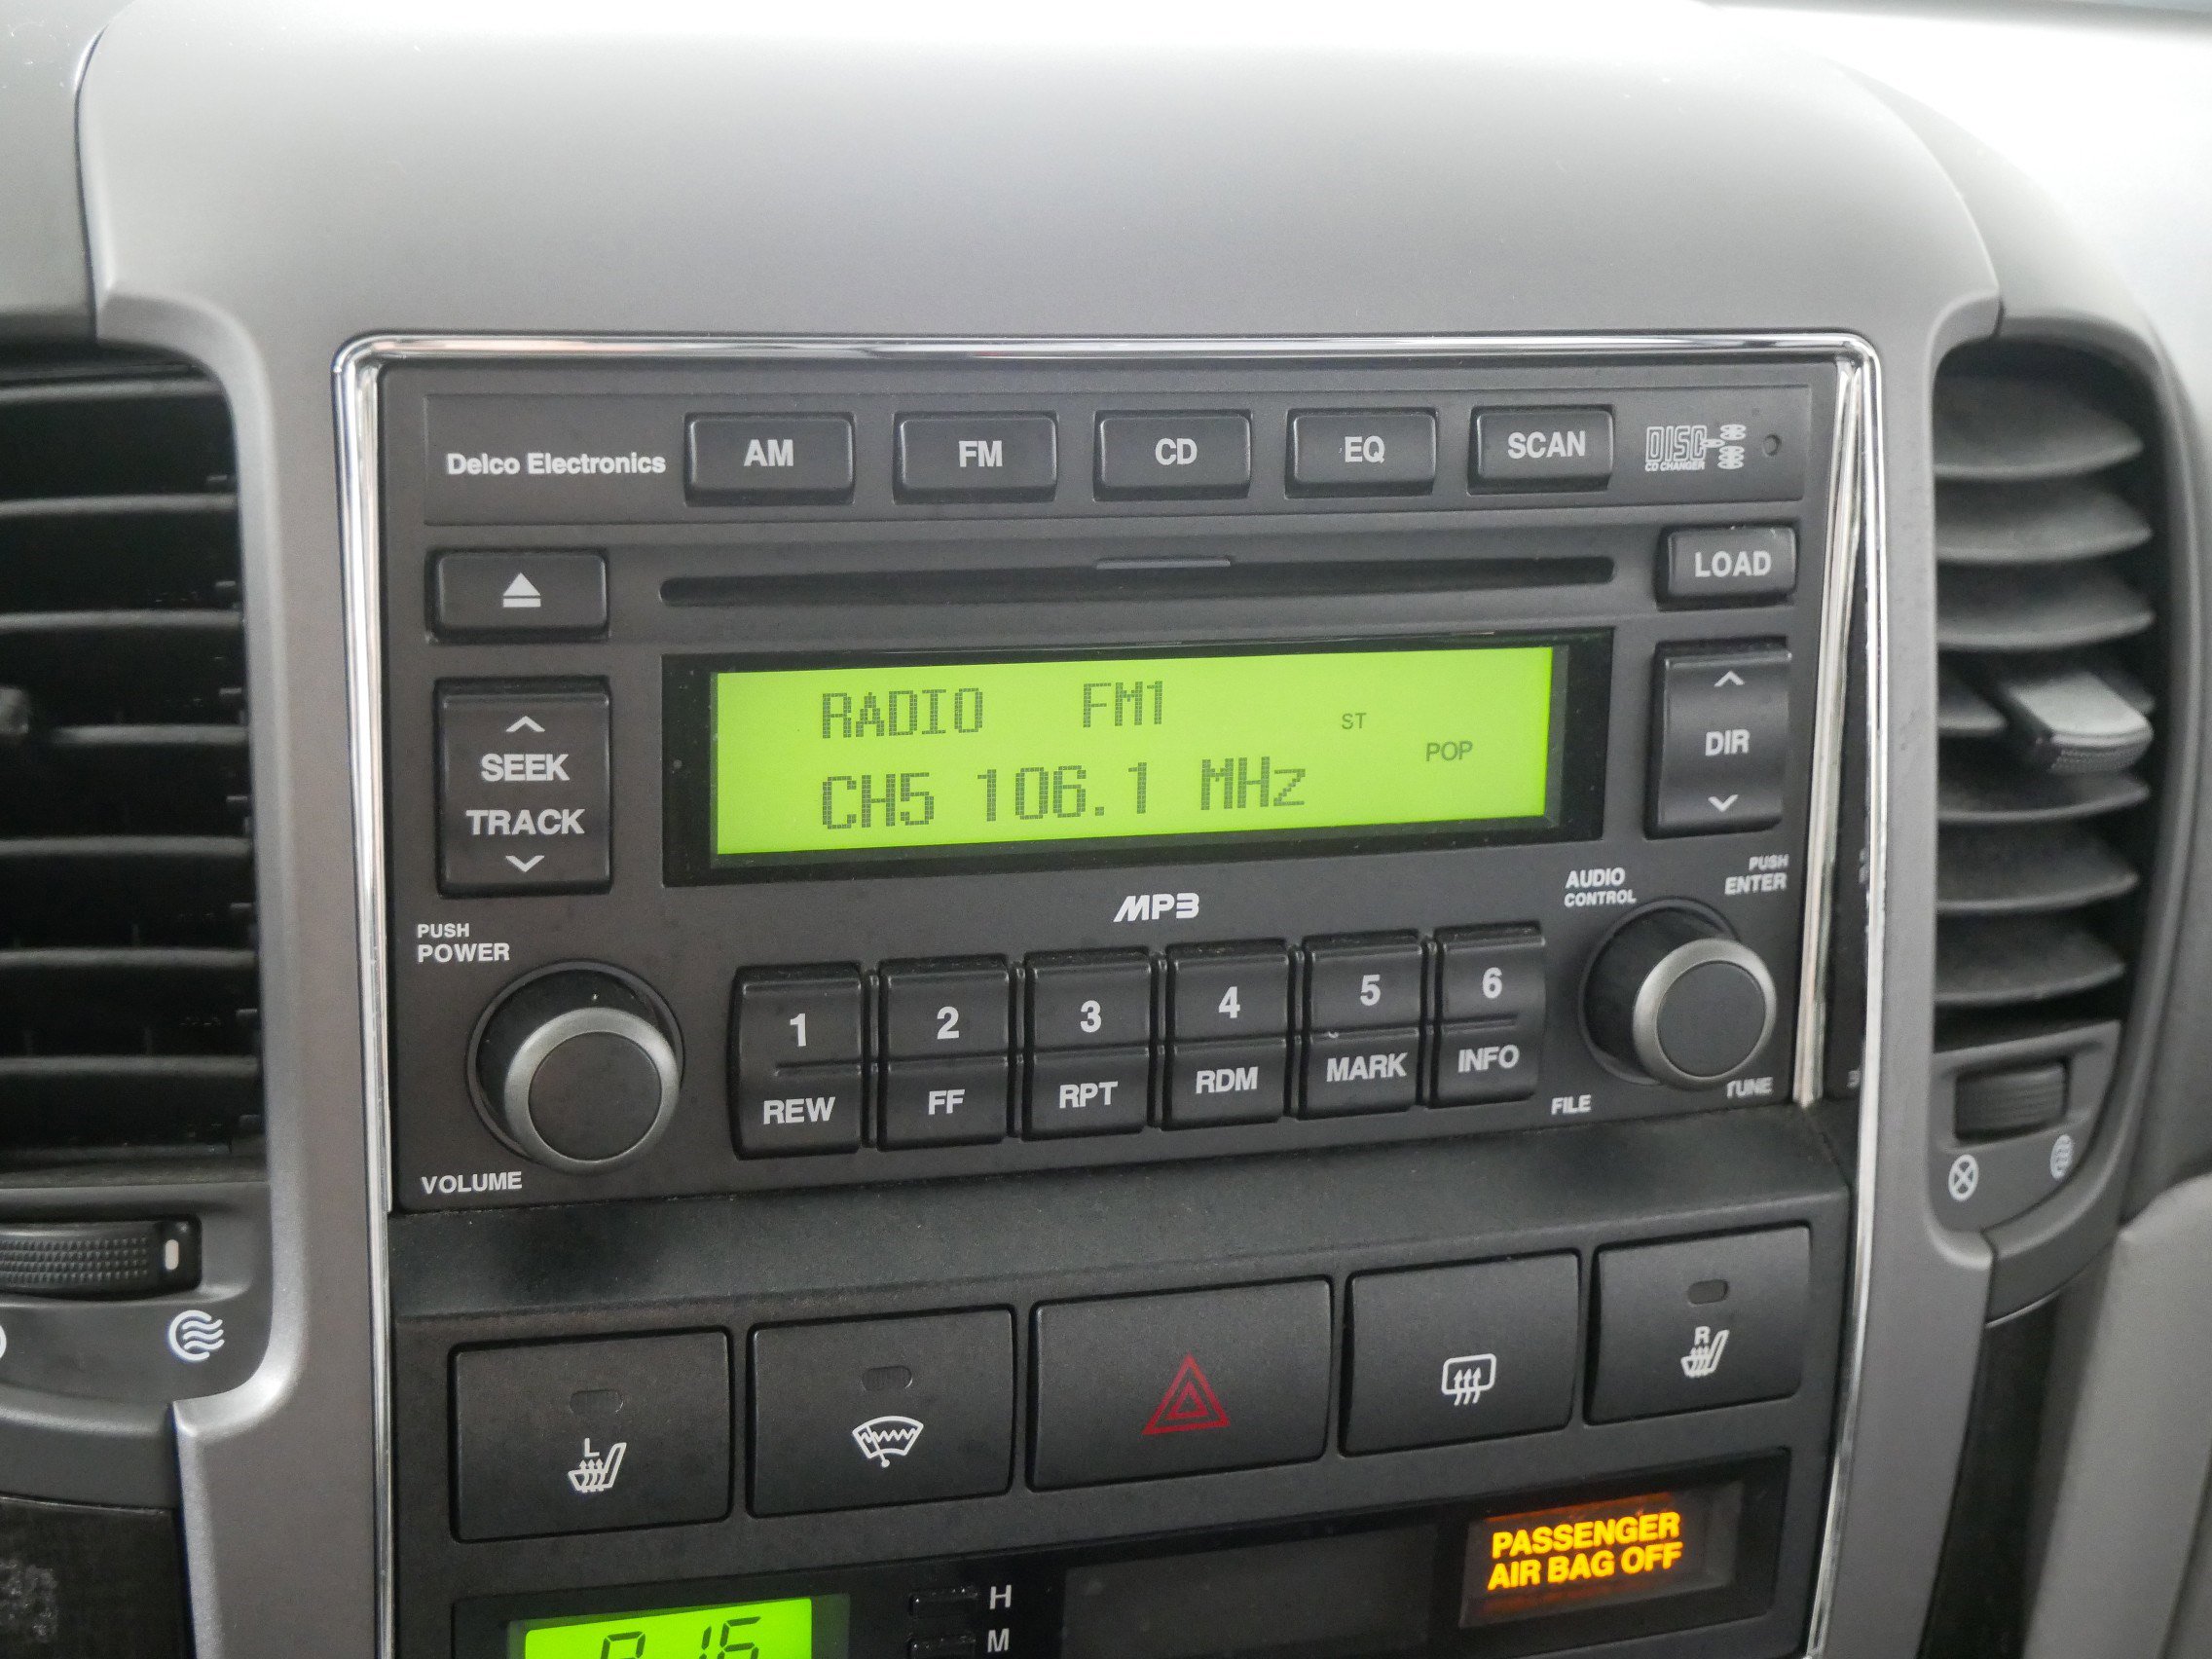 Delco Electronics AM FM CD EQ SCAN DISC
CD CHANGER
LOAD
RADIO FM1 ST
POP
CH5 106.1 MHz
SEEK
TRACK
DIR
MP3
AUDIO
CONTROL
PUSH
ENTER
PUSH
POWER
1 2 3 4 5 6
REW FF RPT RDM MARK INFO
VOLUME
FILE
TUNE
L
R
PASSENGER
AIR BAG OFF
H
M